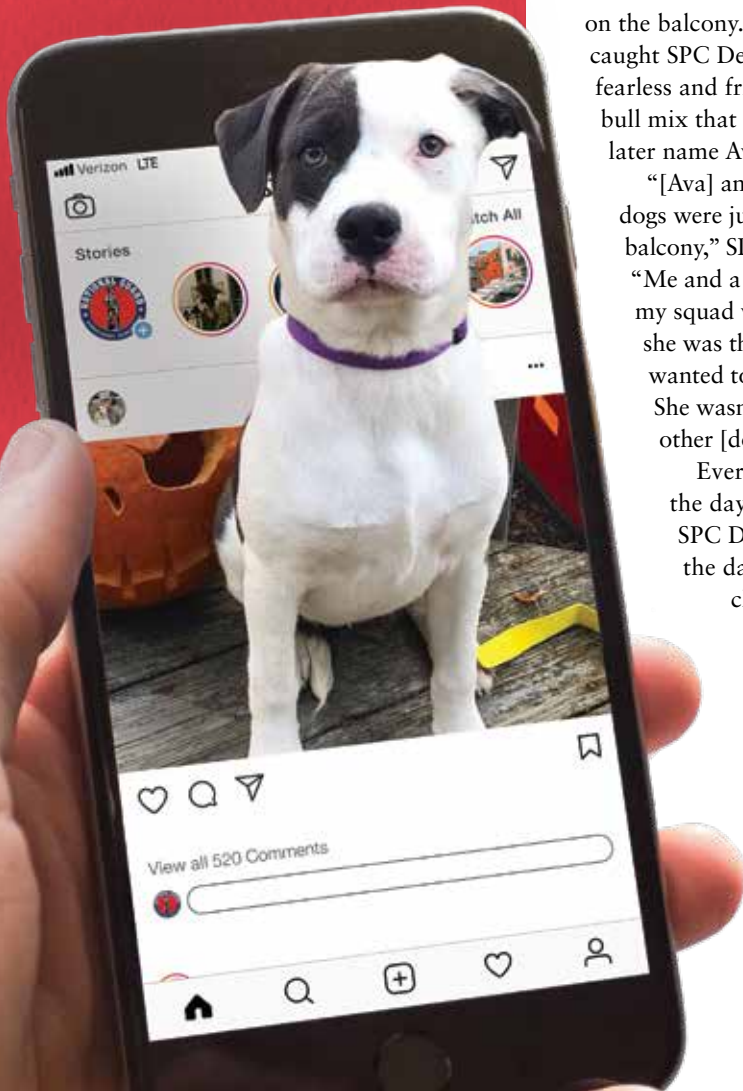 on the balcony.
caught SPC De
fearless and fr
bull mix that
later name Av
“[Ava] an
dogs were ju
balcony,” SP
“Me and a
my squad w
she was th
wanted to
She wasn
other [do
Ever
the day
SPC D
the da
c
Verizon LTE
tch All
Stories
NATIONAL GUARD
View all 520 Comments